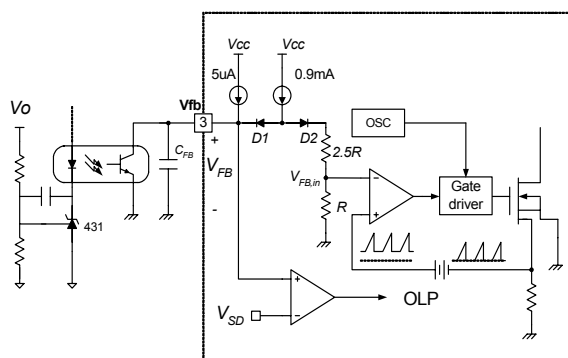 Vcc Vcc
5uA 0.9mA
Vo
Vfb
3
D1 D2
OSC
C_FB
+
V_FB
-
2.5R
V_FB,in
R
-
+
Gate
driver
431
+
-
V_SD
OLP